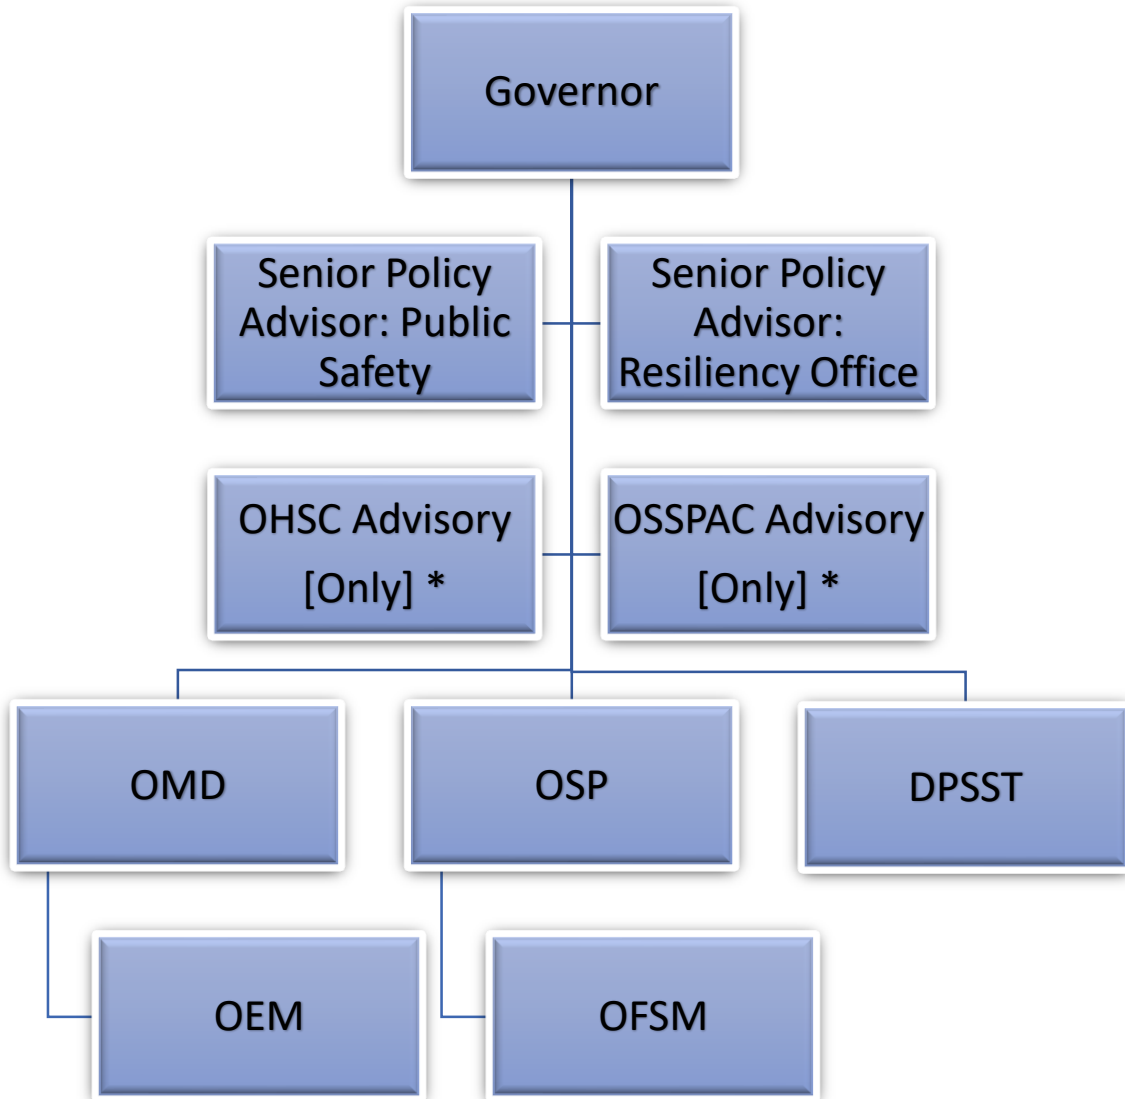 Governor
Senior Policy
Advisor: Public
Safety
Senior Policy
Advisor:
Resiliency Office
OHSC Advisory
[Only] *
OSSPAC Advisory
[Only] *
OMD
OSP
DPSST
OEM
OFSM